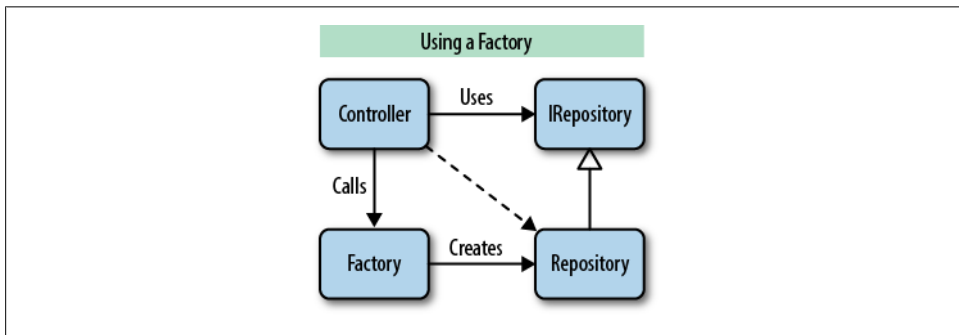 Using a Factory
Controller
Uses
IRepository
Calls
Factory
Creates
Repository